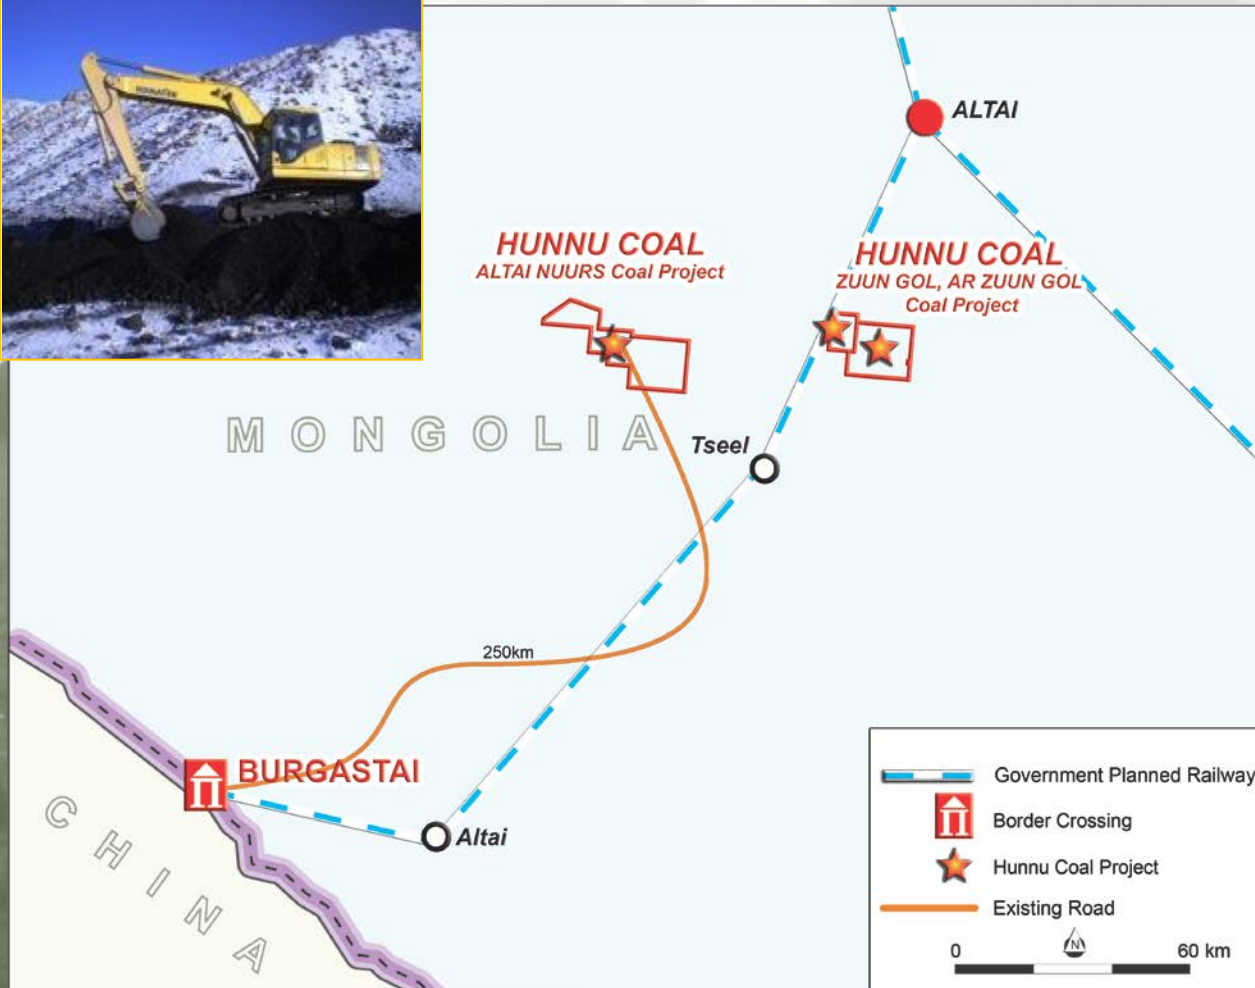 KOMATSU
ALTAI
HUNNU COAL
ALTAI NUURS Coal Project
HUNNU COAL
ZUUN GOL, AR ZUUN GOL
Coal Project
MONGOLIA
Tseel
250km
BURGASTAI
Altai
CHINA
Government Planned Railway
Border Crossing
Hunnu Coal Project
Existing Road
N
0 60 km